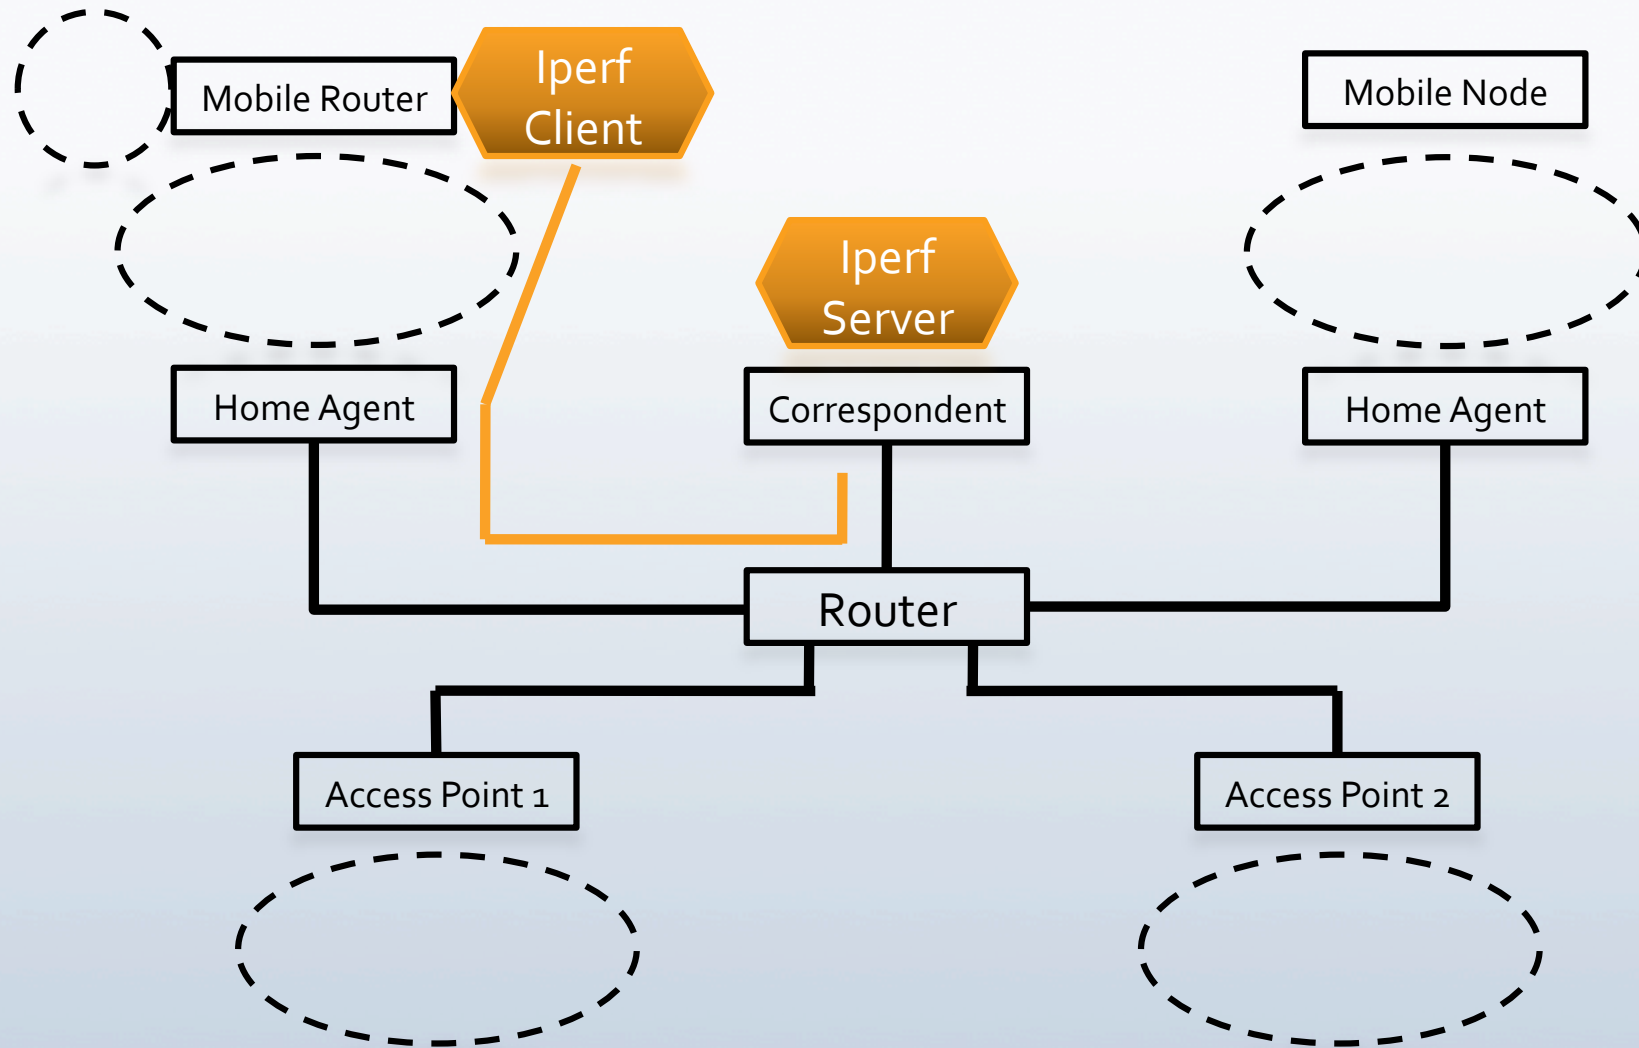 Mobile Router
Iperf
Client
Mobile Node
Iperf
Server
Home Agent
Correspondent
Home Agent
Router
Access Point 1
Access Point 2